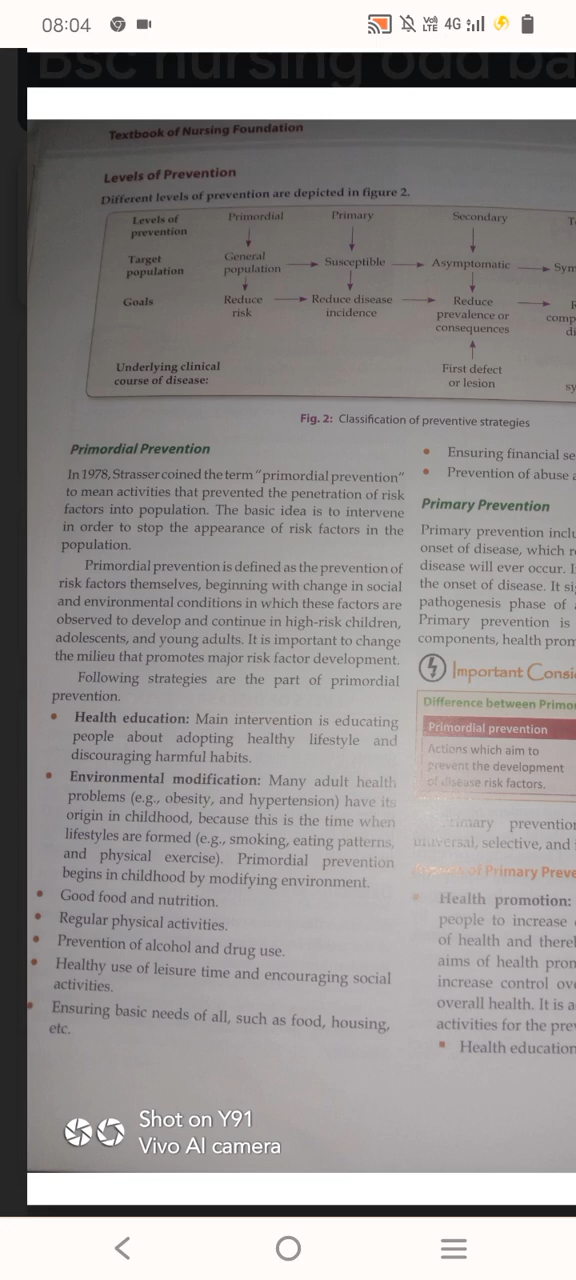 08:04
VoD LTE 4G
Bsc nursing odd ba
Textbook of Nursing Foundation
Levels of Prevention
Different levels of prevention are depicted in figure 2.
Levels of prevention
Primordial
Primary
Secondary
T
Target population
General population
Susceptible
Asymptomatic
Sym
Goals
Reduce risk
Reduce disease incidence
Reduce prevalence or consequences
comp
di
Underlying clinical course of disease:
First defect or lesion
sy
Fig. 2: Classification of preventive strategies
Primordial Prevention
In 1978, Strasser coined the term "primordial prevention"
to mean activities that prevented the penetration of risk
factors into population. The basic idea is to intervene
in order to stop the appearance of risk factors in the
population.
Primordial prevention is defined as the prevention of
risk factors themselves, beginning with change in social
and environmental conditions in which these factors are
observed to develop and continue in high-risk children,
adolescents, and young adults. It is important to change
the milieu that promotes major risk factor development.
Following strategies are the part of primordial
prevention.
• Health education: Main intervention is educating
people about adopting healthy lifestyle and
discouraging harmful habits.
• Environmental modification: Many adult health
problems (e.g., obesity, and hypertension) have its
origin in childhood, because this is the time when
lifestyles are formed (e.g., smoking, eating patterns,
and physical exercise). Primordial prevention
begins in childhood by modifying environment.
• Good food and nutrition.
• Regular physical activities.
• Prevention of alcohol and drug use.
• Healthy use of leisure time and encouraging social
activities.
• Ensuring basic needs of all, such as food, housing,
etc.
• Ensuring financial se
• Prevention of abuse a
Primary Prevention
Primary prevention inclu
onset of disease, which r
disease will ever occur. I
the onset of disease. It si
pathogenesis phase of
Primary prevention is
components, health prom
Important Consi
Difference between Primo
Primordial prevention
Actions which aim to
prevent the development
of disease risk factors.
Primary prevention
universal, selective, and
of Primary Preve
• Health promotion:
people to increase
of health and thereb
aims of health prom
increase control ov
overall health. It is a
activities for the prev
▪ Health education
Shot on Y91
Vivo AI camera